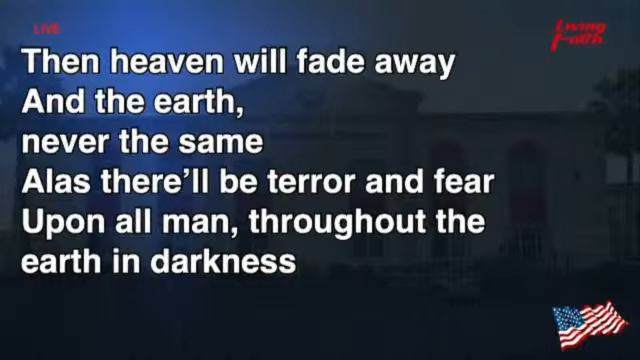 LIVE
Living
Faith
Then heaven will fade away
And the earth,
never the same
Alas there'll be terror and fear
Upon all man, throughout the
earth in darkness